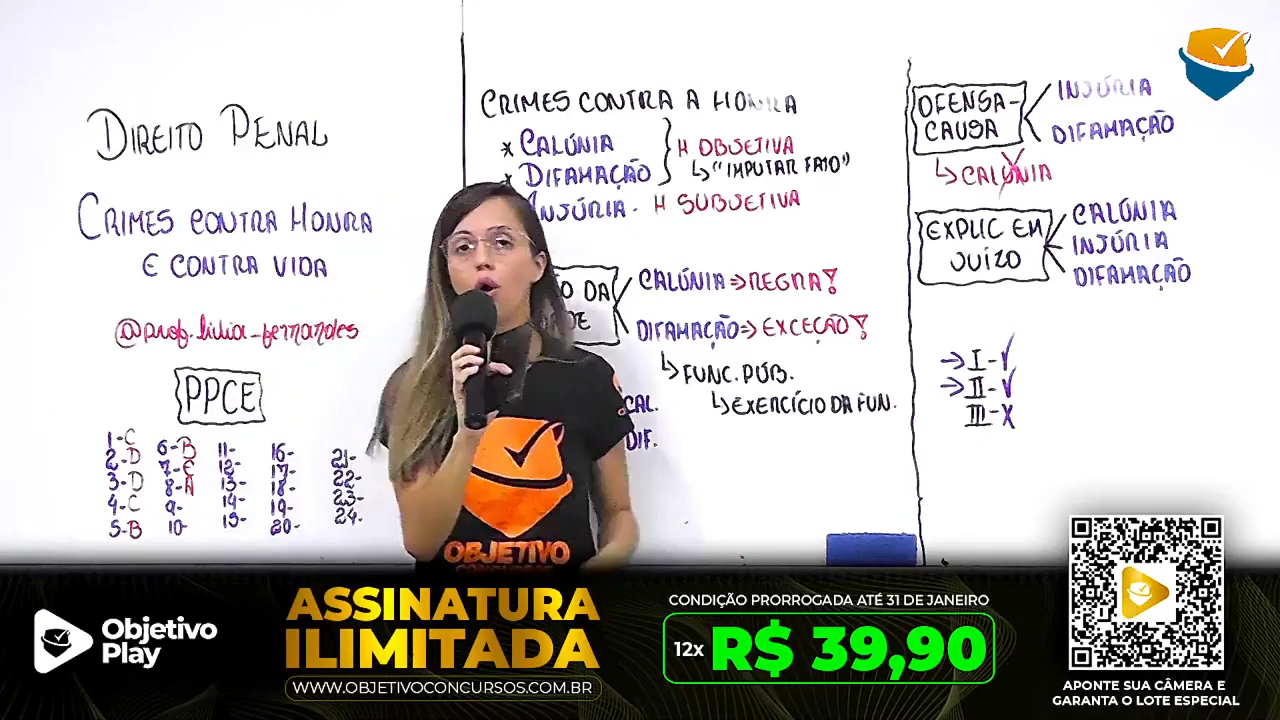 DIREITO PENAL
CRIMES CONTRA HONRA
E CONTRA VIDA
@prof.lilia_fernandes
PPCE
1-C 6-B 11- 16- 21-
2-D 7-E 12- 17- 22-
3-D 8-A 13- 18- 23-
4-C 9- 14- 19- 24-
5-B 10- 15- 20-
CRIMES CONTRA A HONRA
* CALÚNIA
* DIFAMAÇÃO
H OBJETIVA
"IMPUTAR FATO"
INJÚRIA - H SUBJETIVA
DA
CALÚNIA => REGRA!
DIFAMAÇÃO => EXCEÇÃO!
FUNC. PÚB.
EXERCÍCIO DA FUN.
CAL.
DIF.
OFENSA-
CAUSA
INJÚRIA
DIFAMAÇÃO
CALÚNIA
EXPLIC EM
JUÍZO
CALÚNIA
INJÚRIA
DIFAMAÇÃO
I-✓
II-✓
III-X
OBJETIVO
Objetivo
Play
ASSINATURA
ILIMITADA
WWW.OBJETIVOCONCURSOS.COM.BR
CONDIÇÃO PRORROGADA ATÉ 31 DE JANEIRO
12x R$ 39,90
APONTE SUA CÂMERA E
GARANTA O LOTE ESPECIAL